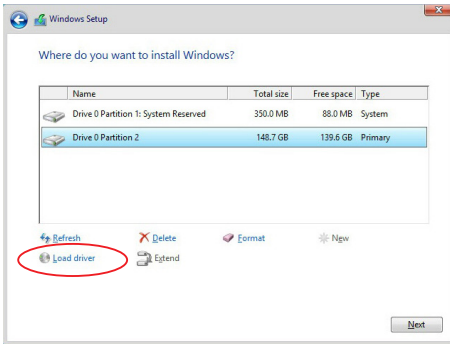 Windows Setup
Where do you want to install Windows?
Name Total size Free space Type
Drive 0 Partition 1: System Reserved 350.0 MB 88.0 MB System
Drive 0 Partition 2 148.7 GB 139.6 GB Primary
Refresh Delete Format New
Load driver Extend
Next